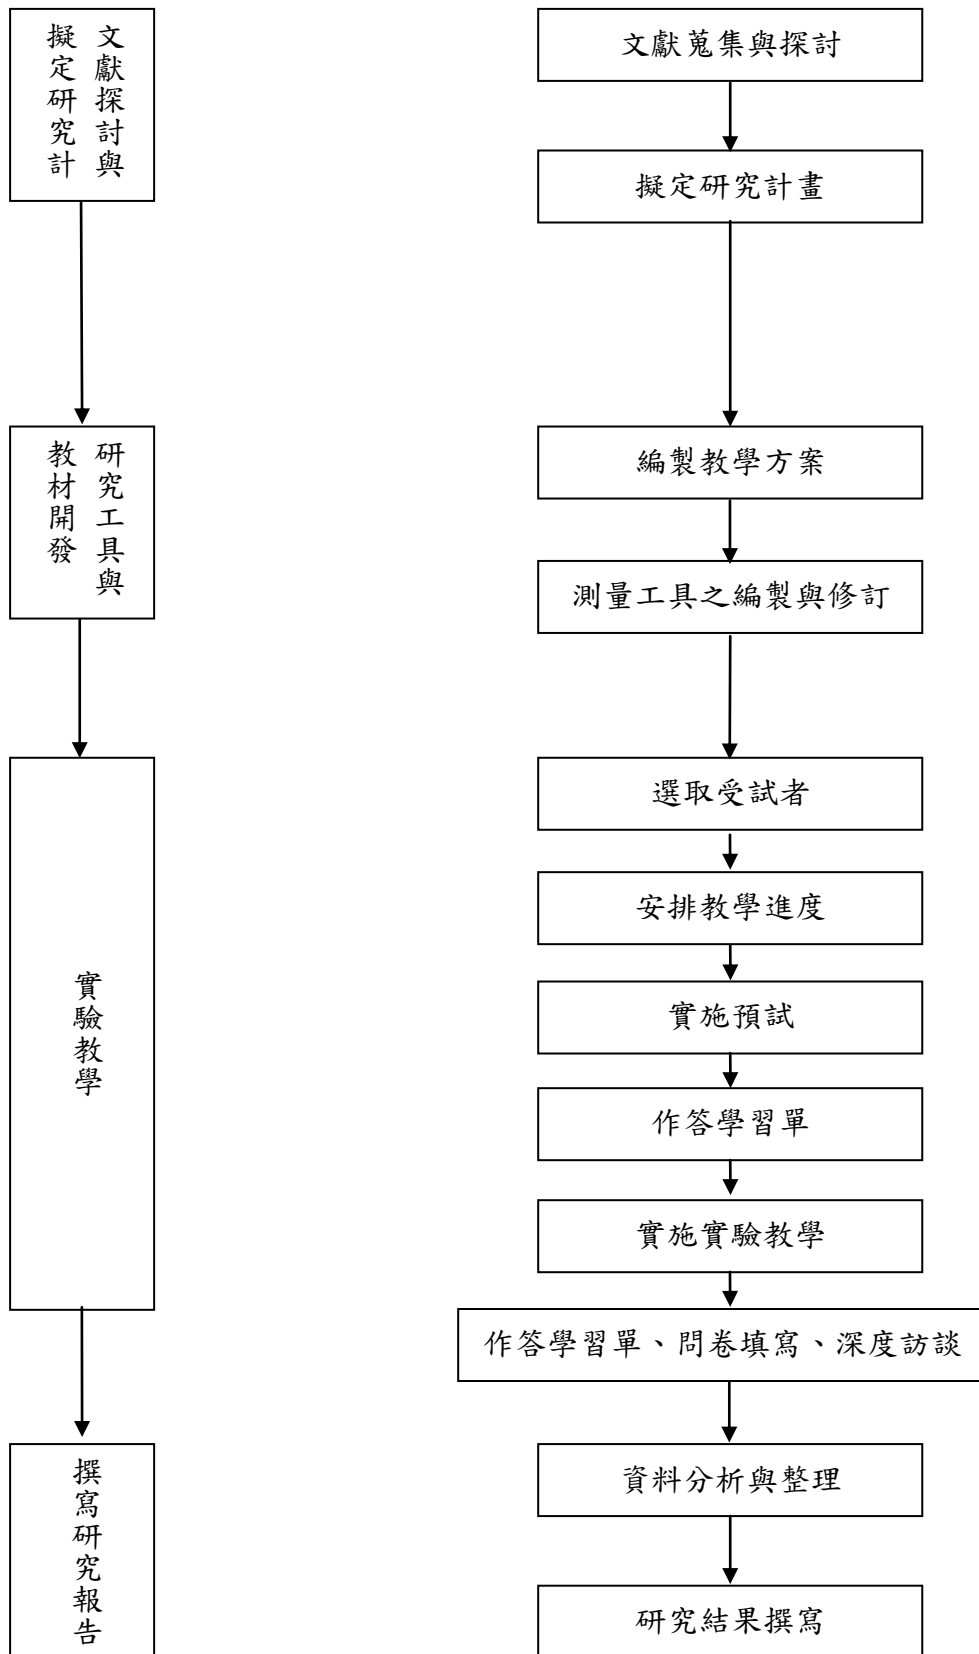 文獻探討與
擬定研究計
文獻蒐集與探討
擬定研究計畫
研究工具與
教材開發
編製教學方案
測量工具之編製與修訂
實驗教學
選取受試者
安排教學進度
實施預試
作答學習單
實施實驗教學
作答學習單、問卷填寫、深度訪談
撰寫研究報告
資料分析與整理
研究結果撰寫